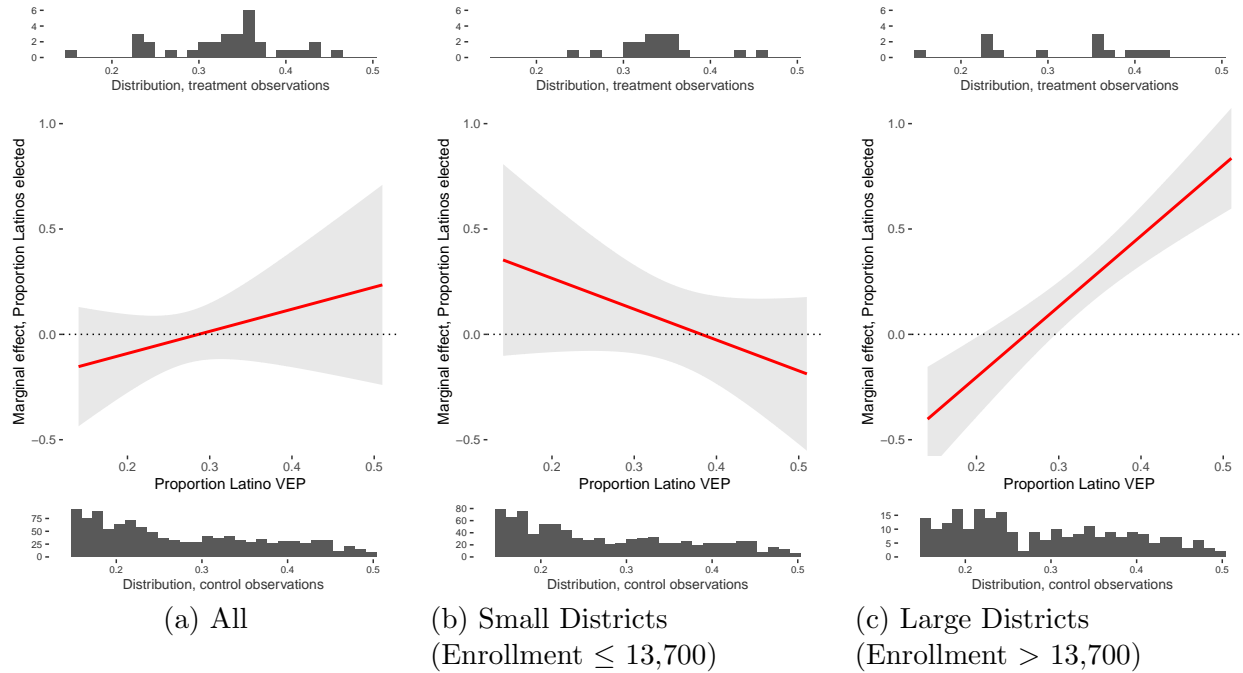 6
4
2
0
0.2 0.3 0.4 0.5
Distribution, treatment observations
6
4
2
0
0.2 0.3 0.4 0.5
Distribution, treatment observations
6
4
2
0
0.2 0.3 0.4 0.5
Distribution, treatment observations
Marginal effect, Proportion Latinos elected
1.0
0.5
0.0
−0.5
0.2 0.3 0.4 0.5
Proportion Latino VEP
Marginal effect, Proportion Latinos elected
1.0
0.5
0.0
−0.5
0.2 0.3 0.4 0.5
Proportion Latino VEP
Marginal effect, Proportion Latinos elected
1.0
0.5
0.0
−0.5
0.2 0.3 0.4 0.5
Proportion Latino VEP
75
50
25
0
0.2 0.3 0.4 0.5
Distribution, control observations
80
60
40
20
0
0.2 0.3 0.4 0.5
Distribution, control observations
15
10
5
0
0.2 0.3 0.4 0.5
Distribution, control observations
(a) All
(b) Small Districts
(Enrollment ≤ 13,700)
(c) Large Districts
(Enrollment > 13,700)